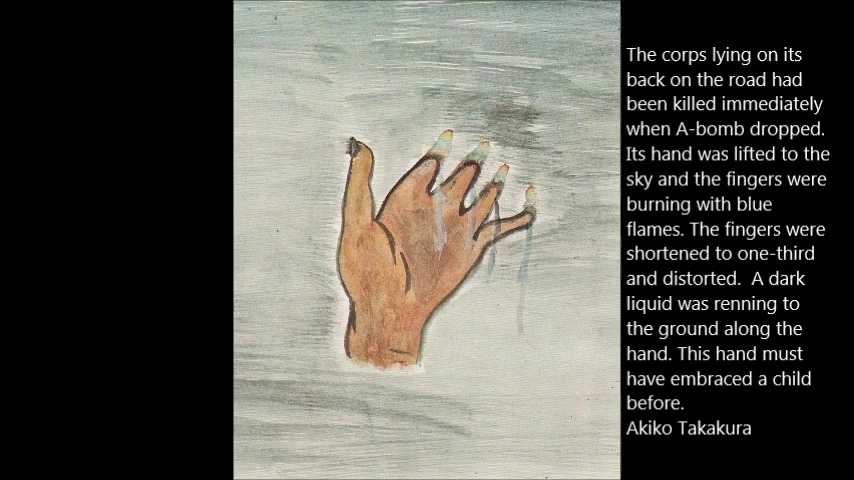 The corps lying on its
back on the road had
been killed immediately
when A-bomb dropped.
Its hand was lifted to the
sky and the fingers were
burning with blue
flames. The fingers were
shortened to one-third
and distorted.  A dark
liquid was renning to
the ground along the
hand. This hand must
have embraced a child
before.
Akiko Takakura